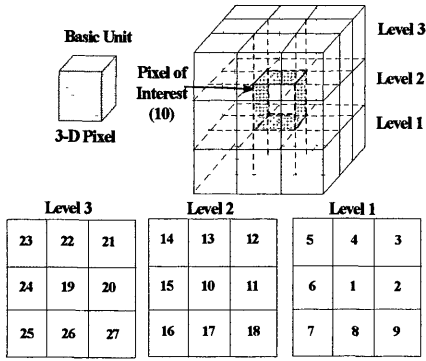 Basic Unit
3-D Pixel
Pixel of
Interest
(10)
Level 3
Level 2
Level 1
Level 3
23 22 21
24 19 20
25 26 27
Level 2
14 13 12
15 10 11
16 17 18
Level 1
5 4 3
6 1 2
7 8 9